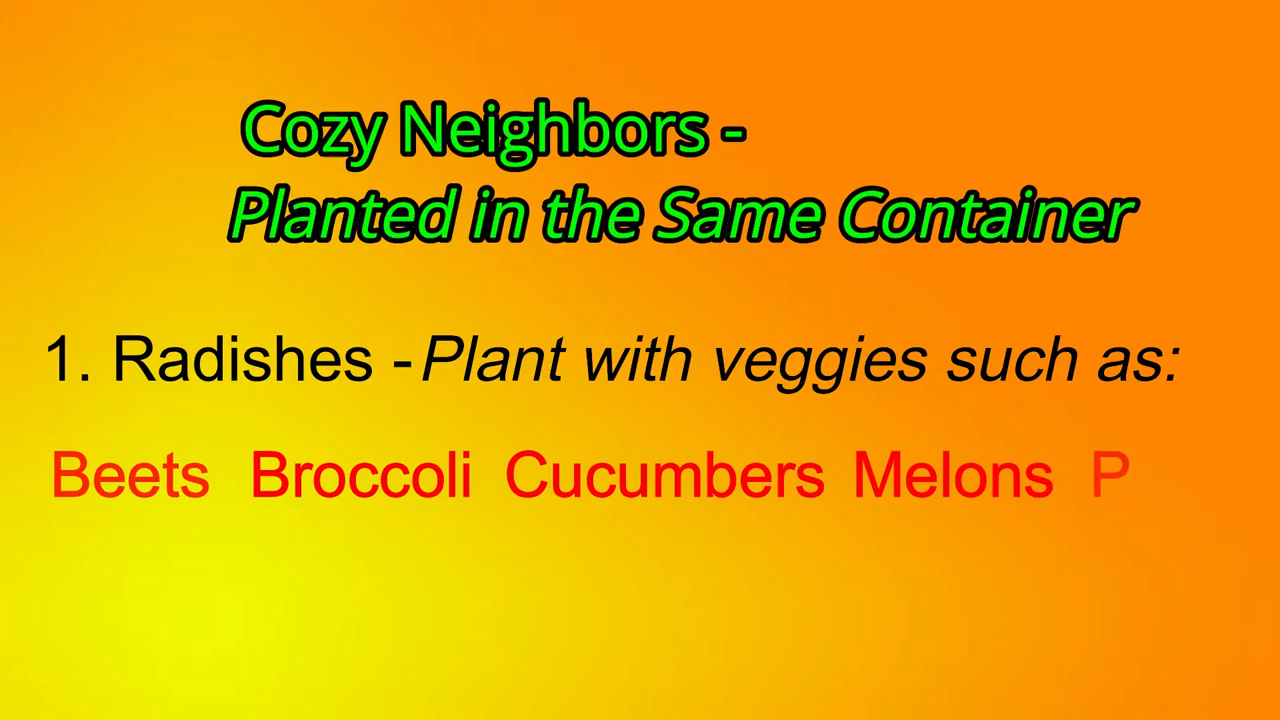 Cozy Neighbors -
Planted in the Same Container
1. Radishes - Plant with veggies such as:
Beets Broccoli Cucumbers Melons P